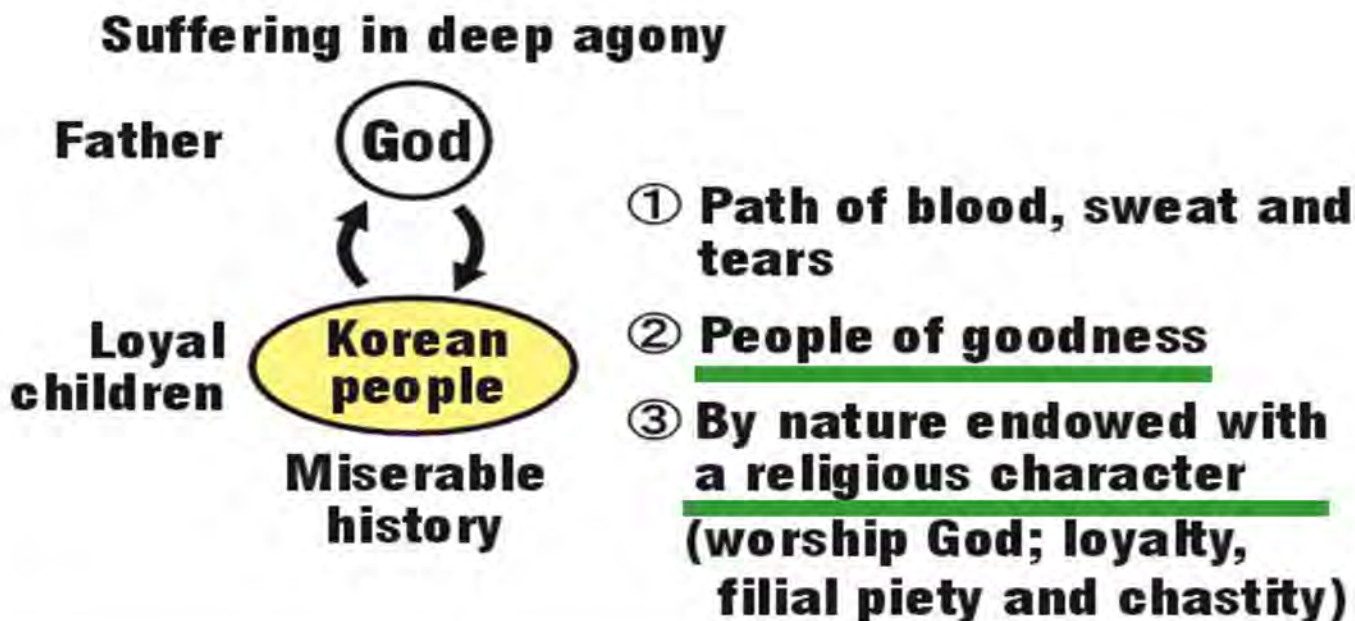 Suffering in deep agony
Father
God
Loyal
children
Korean
people
Miserable
history
① Path of blood, sweat and
tears
② People of goodness
③ By nature endowed with
a religious character
(worship God; loyalty,
filial piety and chastity)